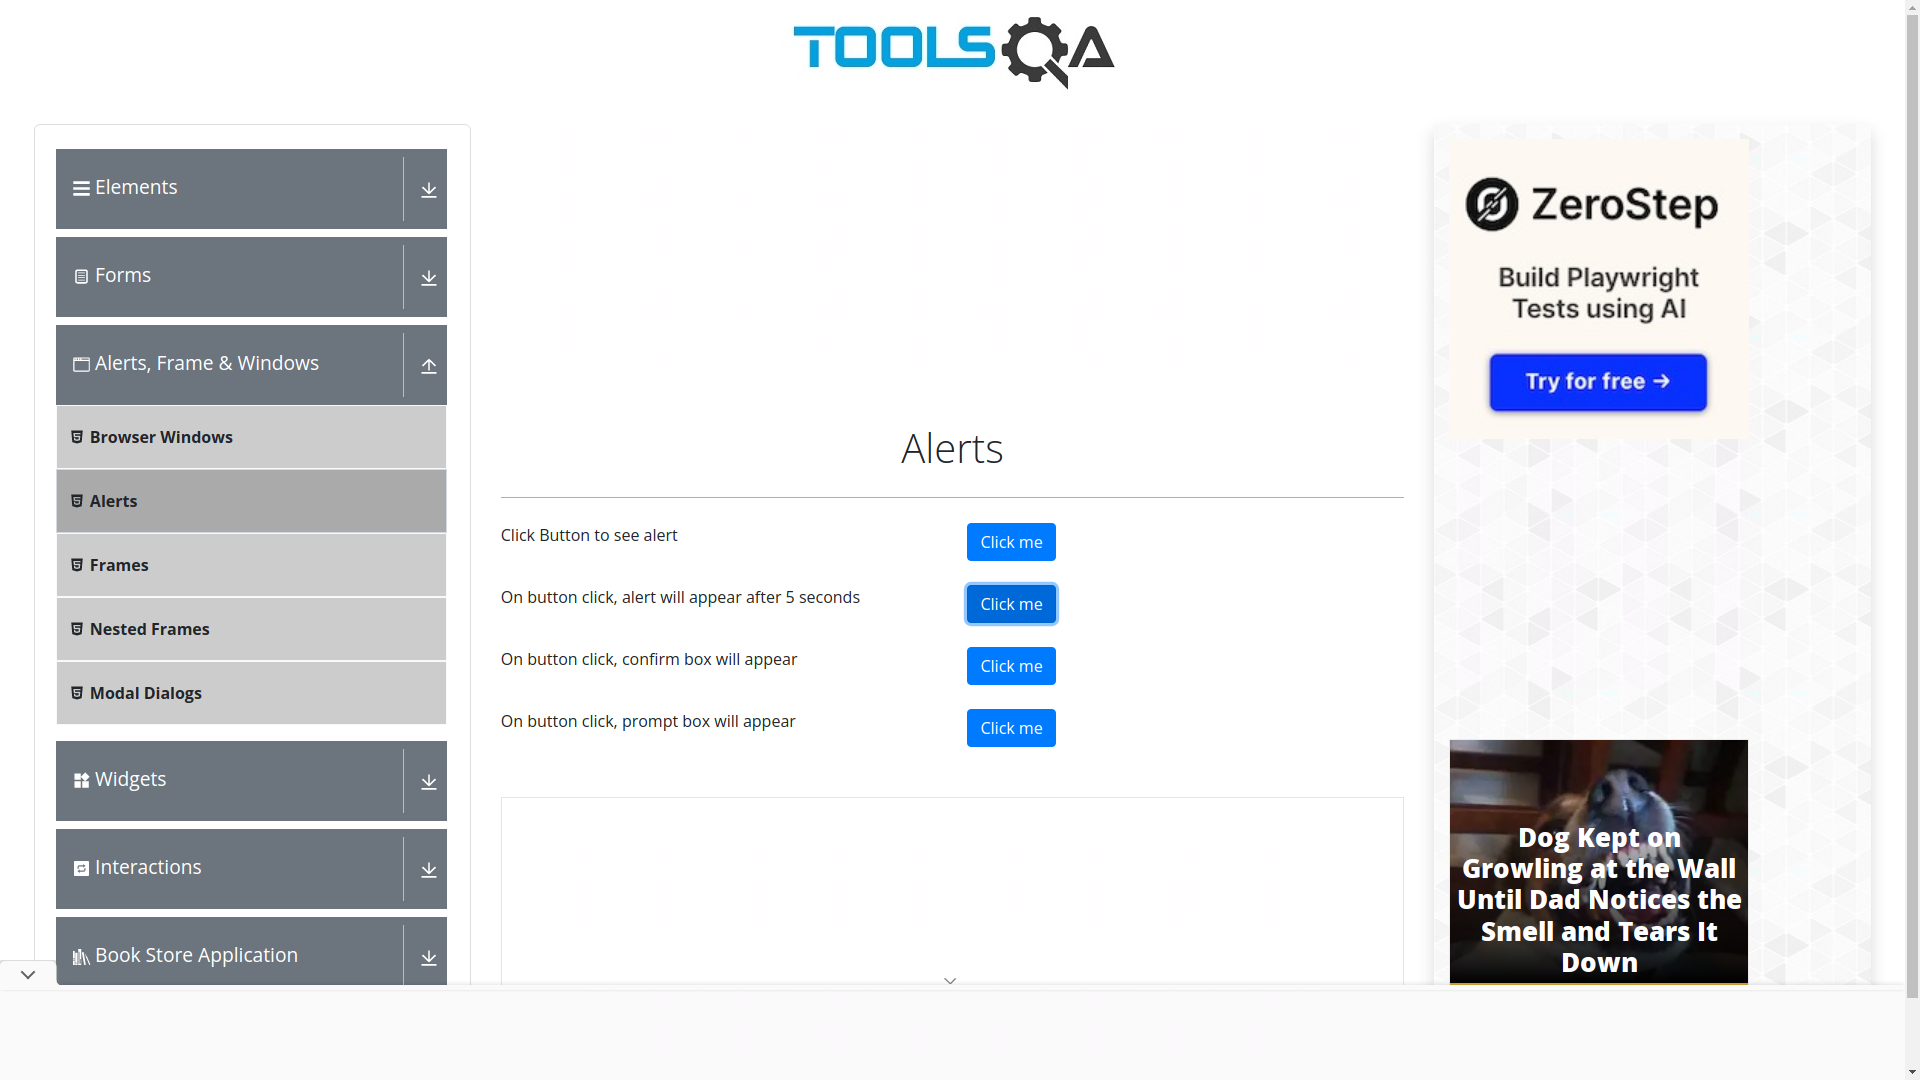 TOOLSQA
Elements
Forms
Alerts, Frame & Windows
Browser Windows
Alerts
Frames
Nested Frames
Modal Dialogs
Widgets
Interactions
Book Store Application
Alerts
Click Button to see alert
Click me
On button click, alert will appear after 5 seconds
Click me
On button click, confirm box will appear
Click me
On button click, prompt box will appear
Click me
ZeroStep
Build Playwright
Tests using AI
Try for free →
Dog Kept on
Growling at the Wall
Until Dad Notices the
Smell and Tears It
Down